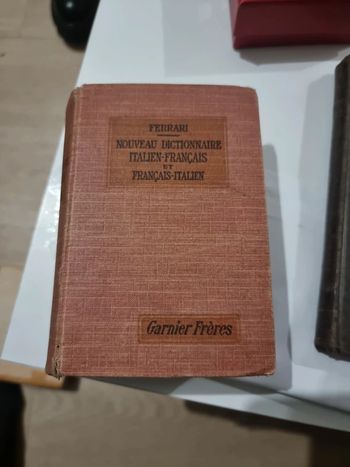 FERRARI
NOUVEAU DICTIONNAIRE
ITALIEN-FRANÇAIS
ET
FRANÇAIS-ITALIEN
Garnier Frères